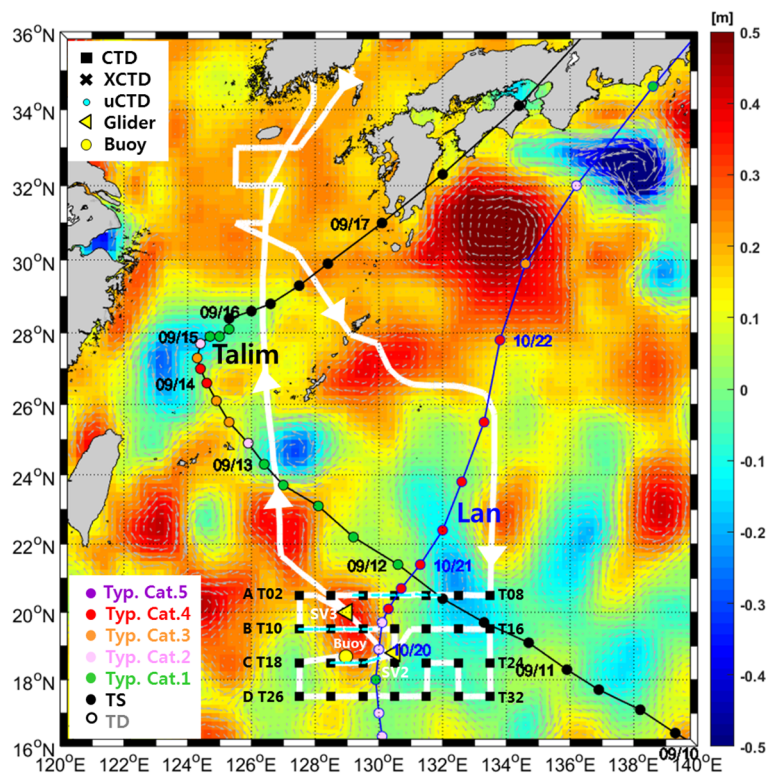 [m]
36°N
34°N
32°N
30°N
28°N
26°N
24°N
22°N
20°N
18°N
16°N
CTD
XCTD
uCTD
Glider
Buoy
09/17
09/16
09/15
Talim
09/14
09/13
09/12
10/22
Lan
10/21
A T02
T08
SV3
B T10
T16
Buoy
10/20
C T18
SV2
T24
09/11
D T26
T32
09/10
Typ. Cat.5
Typ. Cat.4
Typ. Cat.3
Typ. Cat.2
Typ. Cat.1
TS
TD
120°E
122°E
124°E
126°E
128°E
130°E
132°E
134°E
136°E
138°E
140°E
0.5
0.4
0.3
0.2
0.1
0
-0.1
-0.2
-0.3
-0.4
-0.5